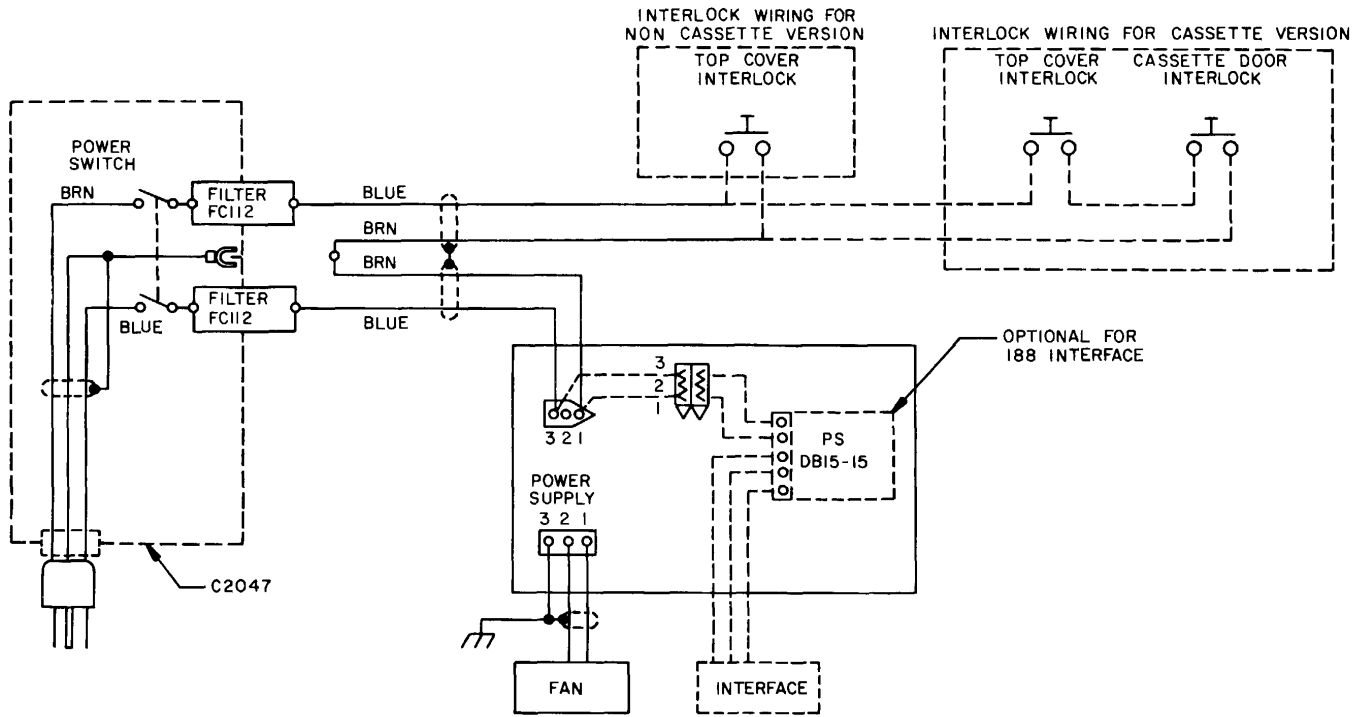 INTERLOCK WIRING FOR
NON CASSETTE VERSION
TOP COVER
INTERLOCK
INTERLOCK WIRING FOR CASSETTE VERSION
TOP COVER
INTERLOCK
CASSETTE DOOR
INTERLOCK
POWER
SWITCH
BRN
FILTER
FC112
BLUE
BRN
BRN
FILTER
FC112
BLUE
BLUE
OPTIONAL FOR
188 INTERFACE
3
2
1
3 2 1
PS
DB15-15
POWER
SUPPLY
3 2 1
C2047
FAN
INTERFACE